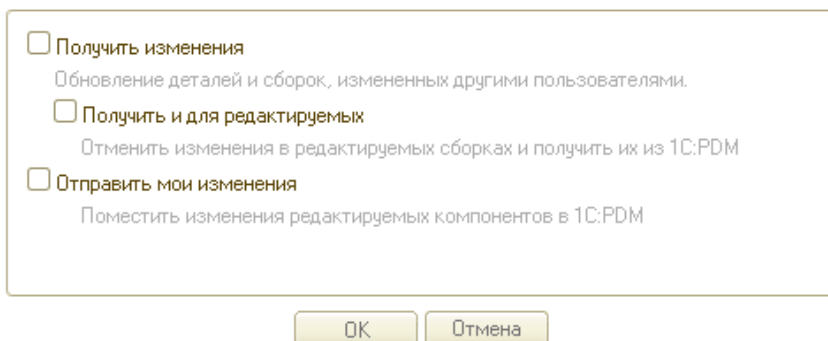 Получить изменения
Обновление деталей и сборок, измененных другими пользователями.
Получить и для редактируемых
Отменить изменения в редактируемых сборках и получить их из 1С:PDM
Отправить мои изменения
Поместить изменения редактируемых компонентов в 1С:PDM
OK Отмена